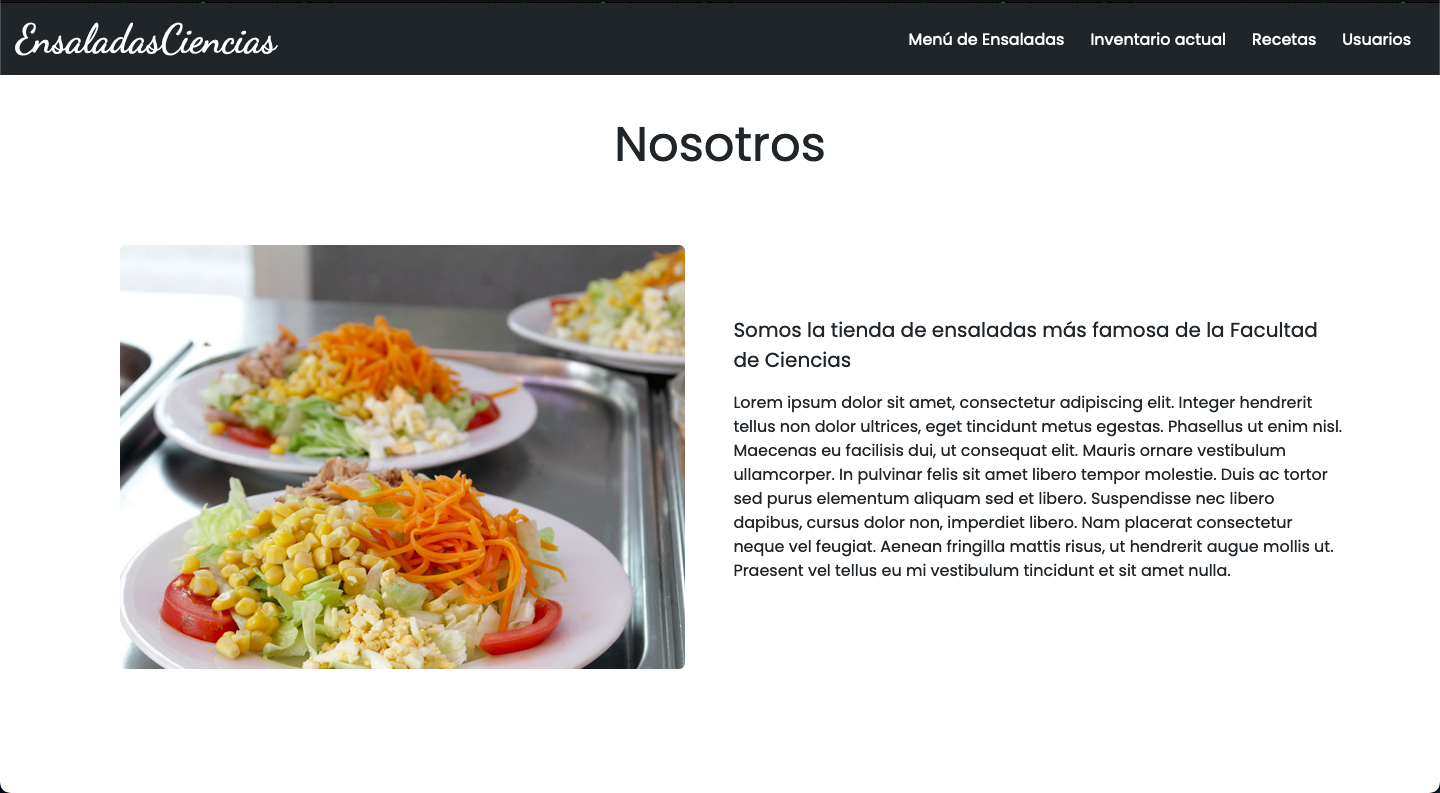 EnsaladasCiencias
Menú de Ensaladas Inventario actual Recetas Usuarios
Nosotros
Somos la tienda de ensaladas más famosa de la Facultad
de Ciencias
Lorem ipsum dolor sit amet, consectetur adipiscing elit. Integer hendrerit
tellus non dolor ultrices, eget tincidunt metus egestas. Phasellus ut enim nisl.
Maecenas eu facilisis dui, ut consequat elit. Mauris ornare vestibulum
ullamcorper. In pulvinar felis sit amet libero tempor molestie. Duis ac tortor
sed purus elementum aliquam sed et libero. Suspendisse nec libero
dapibus, cursus dolor non, imperdiet libero. Nam placerat consectetur
neque vel feugiat. Aenean fringilla mattis risus, ut hendrerit augue mollis ut.
Praesent vel tellus eu mi vestibulum tincidunt et sit amet nulla.